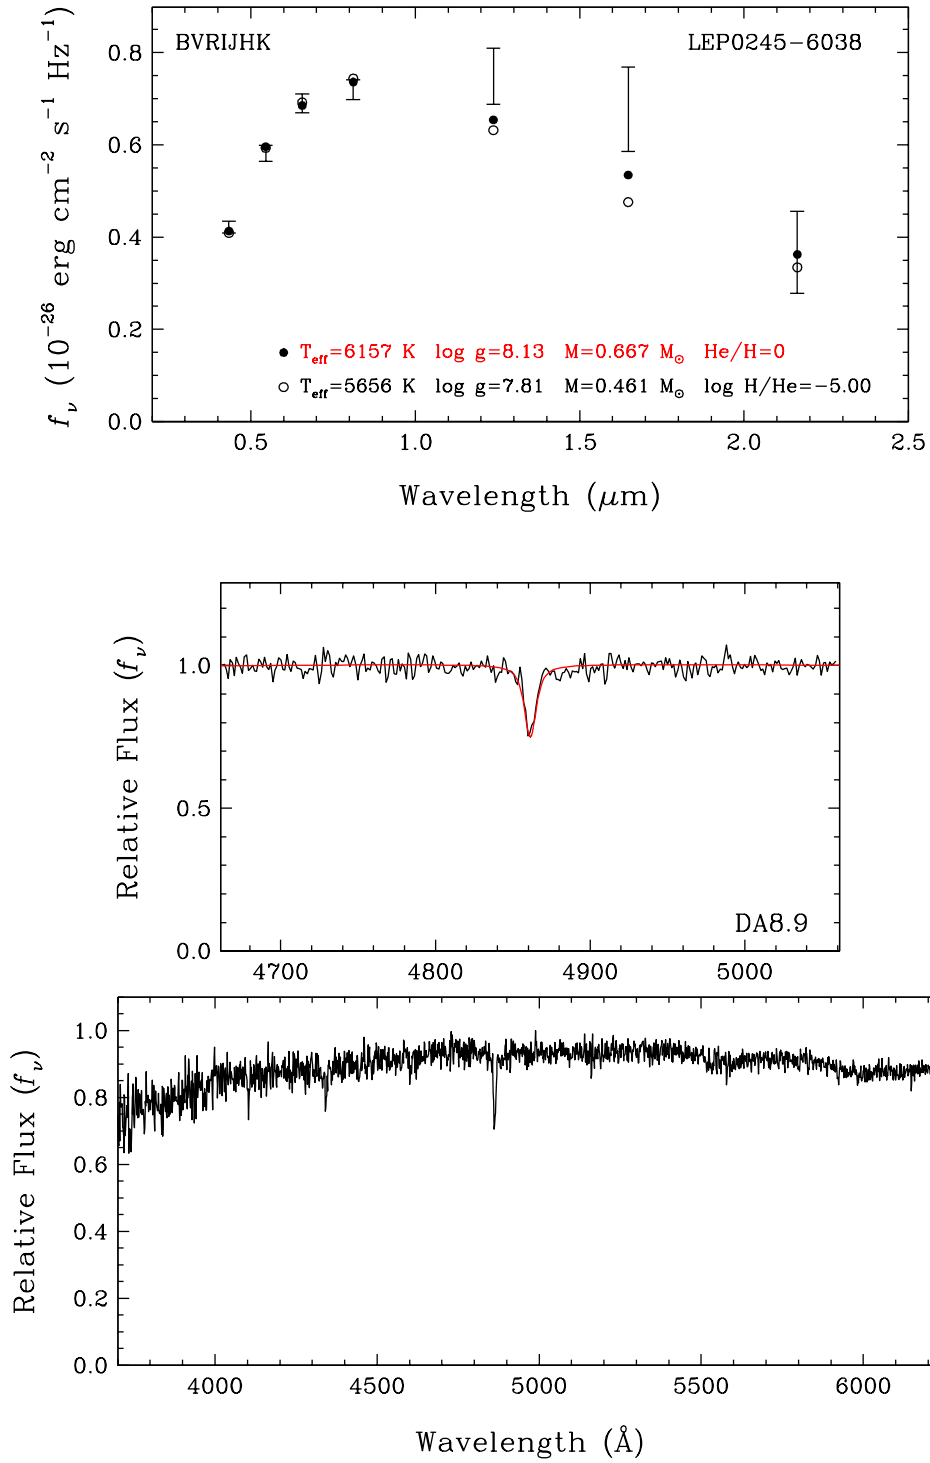 BVRIJHK LEP0245−6038
f_ν (10^−26 erg cm^−2 s^−1 Hz^−1)
0.8
0.6
0.4
0.2
0.0
T_eff=6157 K log g=8.13 M=0.667 M_⊙ He/H=0
T_eff=5656 K log g=7.81 M=0.461 M_⊙ log H/He=−5.00
0.5 1.0 1.5 2.0 2.5
Wavelength (μm)
Relative Flux (f_ν)
1.0
0.5
0.0
DA8.9
4700 4800 4900 5000
Relative Flux (f_ν)
1.0
0.8
0.6
0.4
0.2
0.0
4000 4500 5000 5500 6000
Wavelength (Å)